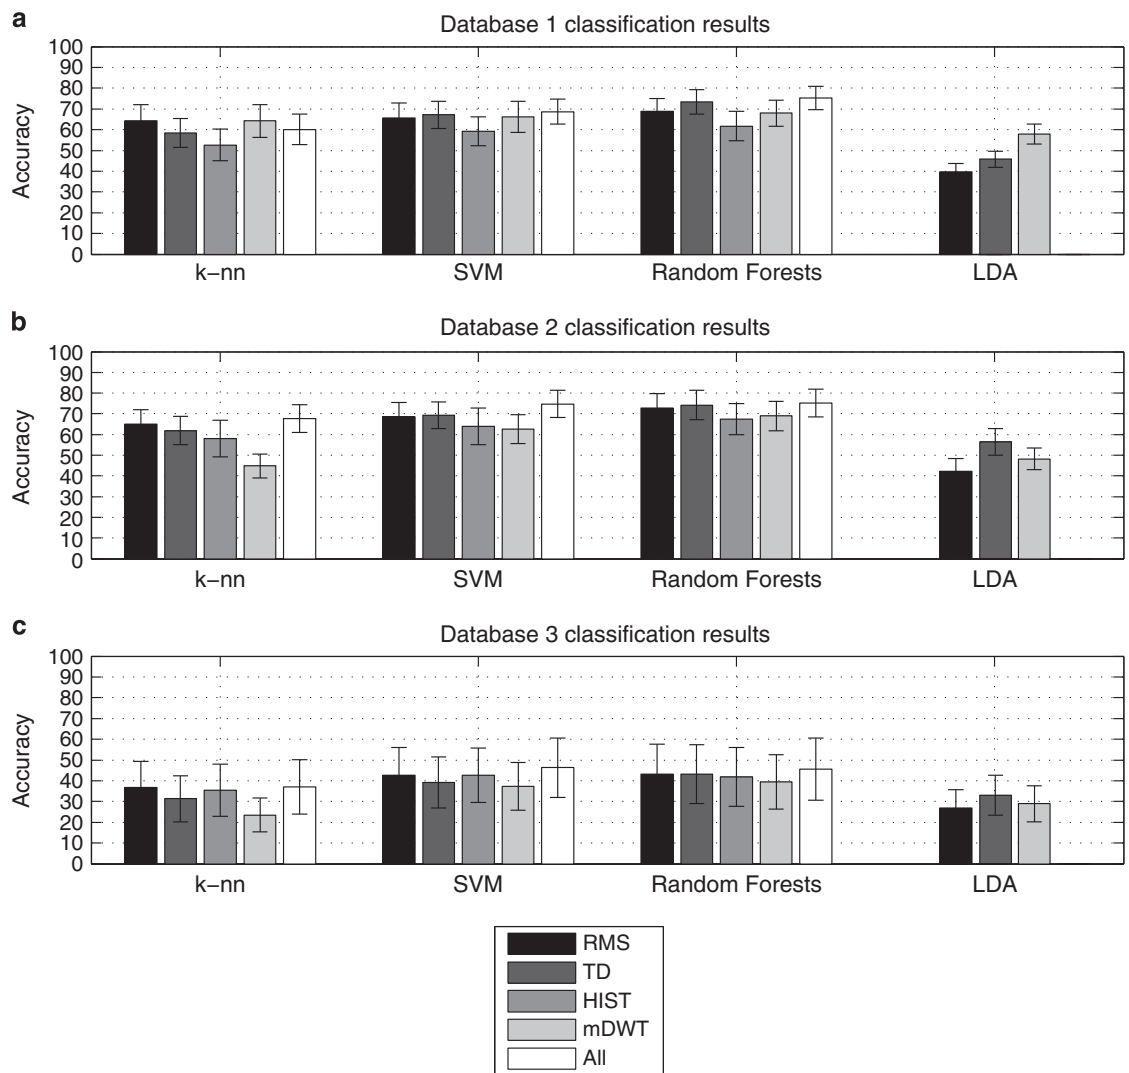 a
Database 1 classification results
100
90
80
70
60
50
40
30
20
10
0
Accuracy
k−nn SVM Random Forests LDA
b
Database 2 classification results
100
90
80
70
60
50
40
30
20
10
0
Accuracy
k−nn SVM Random Forests LDA
c
Database 3 classification results
100
90
80
70
60
50
40
30
20
10
0
Accuracy
k−nn SVM Random Forests LDA
RMS
TD
HIST
mDWT
All